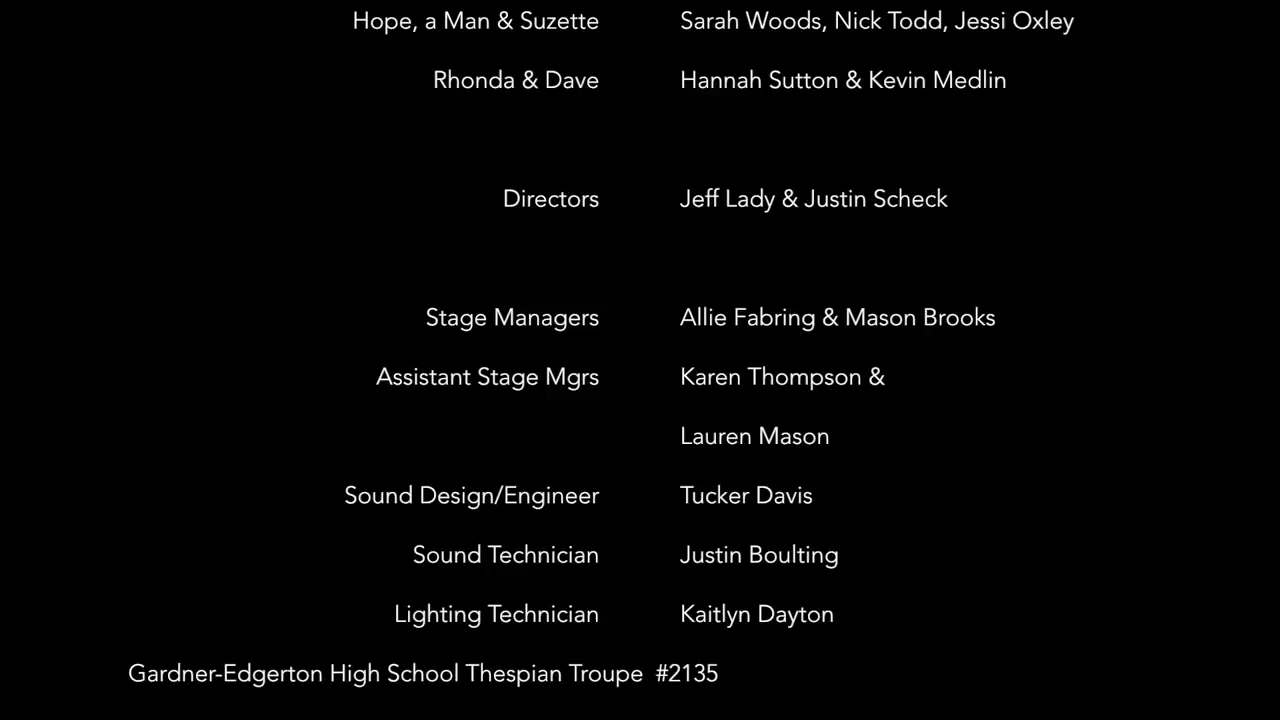 Hope, a Man & Suzette Sarah Woods, Nick Todd, Jessi Oxley
Rhonda & Dave Hannah Sutton & Kevin Medlin
Directors Jeff Lady & Justin Scheck
Stage Managers Allie Fabring & Mason Brooks
Assistant Stage Mgrs Karen Thompson &
Lauren Mason
Sound Design/Engineer Tucker Davis
Sound Technician Justin Boulting
Lighting Technician Kaitlyn Dayton
Gardner-Edgerton High School Thespian Troupe #2135